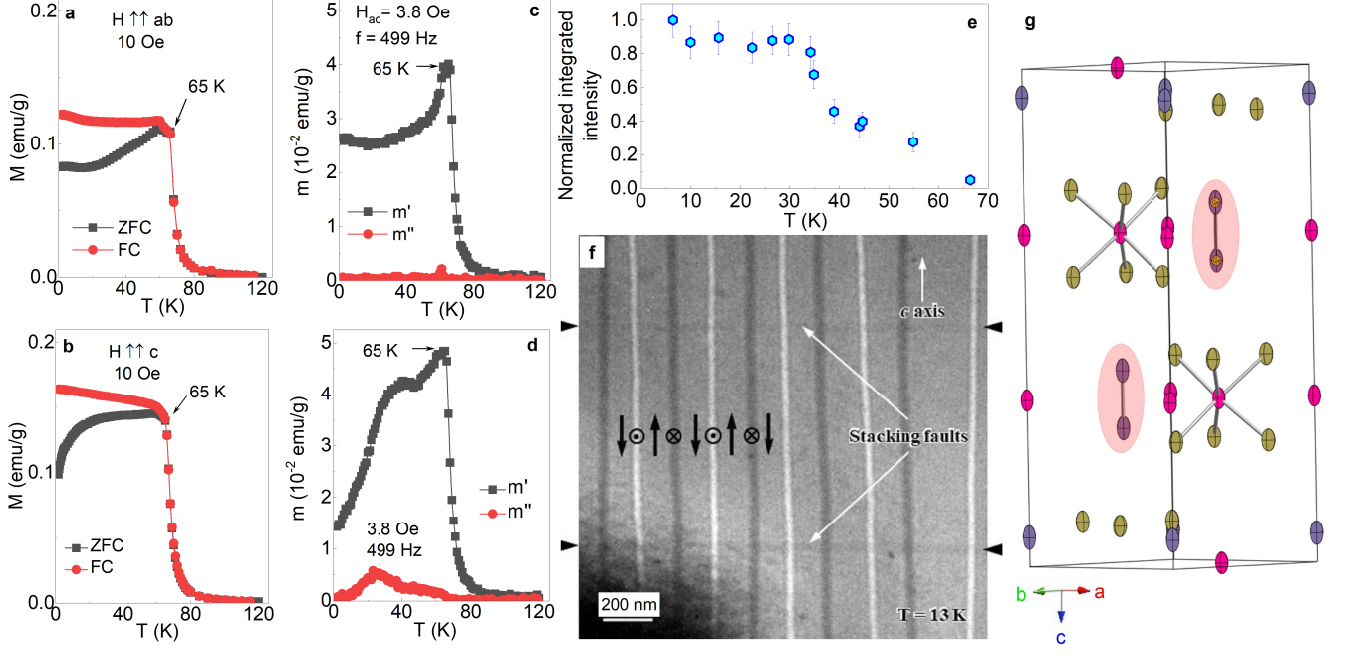 a
H ↑↑ ab
10 Oe
65 K
ZFC
FC
M (emu/g)
0.2
0.1
0.0
0 40 80 120
T (K)
b
H ↑↑ c
10 Oe
65 K
ZFC
FC
M (emu/g)
0.2
0.1
0.0
0 40 80 120
T (K)
c
Hac= 3.8 Oe
f = 499 Hz
65 K
m'
m''
m (10-2 emu/g)
5
4
3
2
1
0
0 40 80 120
T (K)
d
65 K
m'
m''
3.8 Oe
499 Hz
m (10-2 emu/g)
5
4
3
2
1
0
0 40 80 120
T (K)
e
Normalized integrated
intensity
1.0
0.8
0.6
0.4
0.2
0.0
0 10 20 30 40 50 60 70
T (K)
f
c axis
Stacking faults
200 nm
T = 13 K
g
b a
c